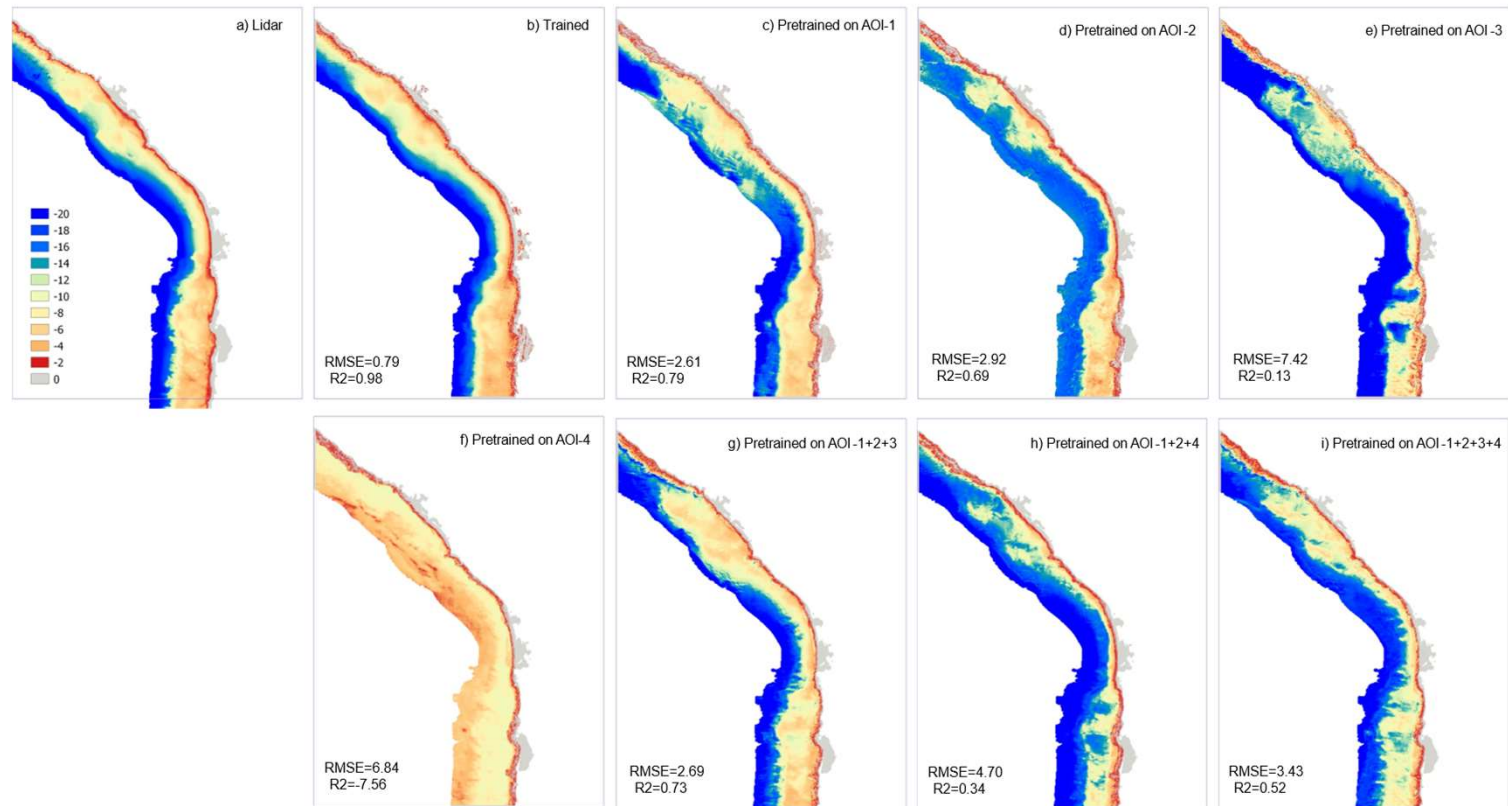 a) Lidar
b) Trained
c) Pretrained on AOI-1
d) Pretrained on AOI-2
e) Pretrained on AOI-3
-20
-18
-16
-14
-12
-10
-8
-6
-4
-2
0
RMSE=0.79
R2=0.98
RMSE=2.61
R2=0.79
RMSE=2.92
R2=0.69
RMSE=7.42
R2=0.13
f) Pretrained on AOI-4
g) Pretrained on AOI-1+2+3
h) Pretrained on AOI-1+2+4
i) Pretrained on AOI-1+2+3+4
RMSE=6.84
R2=-7.56
RMSE=2.69
R2=0.73
RMSE=4.70
R2=0.34
RMSE=3.43
R2=0.52